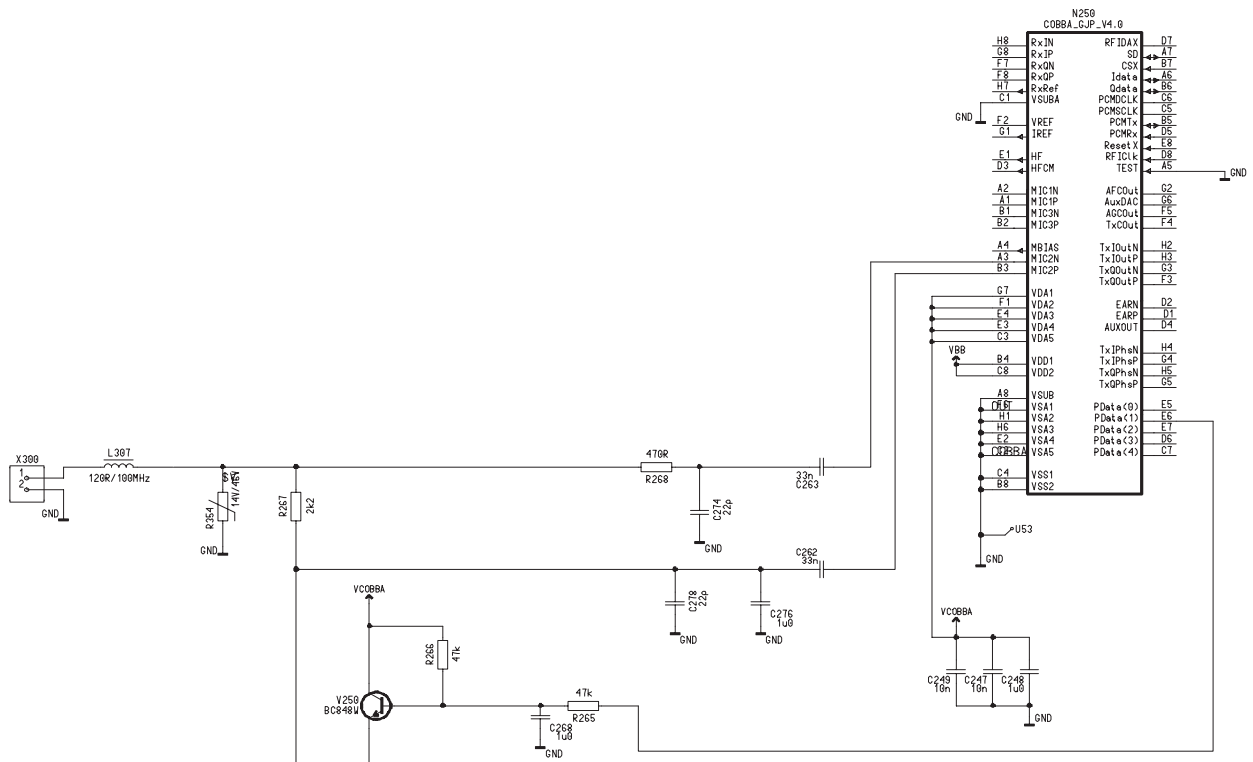 N250
COBBA_GJP_V4.0
H8 RxIN RFIDAX D7
G8 RxIP SD A7
F7 RxQN CSX B7
F8 RxQP Idata A6
H7 RxRef Qdata B6
C1 VSUBA PCMDCLK C6
PCMSCLK C5
GND
F2 VREF PCMTx B5
G1 IREF PCMRx D5
ResetX E8
E1 HF RFIClk D8
D3 HFCM TEST A5
GND
A2 MIC1N AFCOut G2
A1 MIC1P AuxDAC G6
B1 MIC3N AGCOut F5
B2 MIC3P TxCOut F4
A4 MBIAS TxIOutN H2
A3 MIC2N TxIOutP H3
B3 MIC2P TxQOutN G3
TxQOutP F3
G7 VDA1
F1 VDA2 EARN D2
E4 VDA3 EARP D1
E3 VDA4 AUXOUT D4
C3 VDA5
TxIPhsN H4
VBB
B4 VDD1 TxIPhsP G4
C8 VDD2 TxQPhsN H5
TxQPhsP G5
A8 VSUB
OUT VSA1 PData(0) E5
H1 VSA2 PData(1) E6
H6 VSA3 PData(2) E7
E2 VSA4 PData(3) D6
COBBA VSA5 PData(4) C7
C4 VSS1
B8 VSS2
U53
GND
X300
1
2
GND
L307
120R/100MHz
R354
14V/46V
GND
R267
2k2
470R
R268
33n
C263
C274
22p
GND
C262
33n
C278
22p
GND
C276
1u0
GND
VCOBBA
R266
47k
V250
BC848W
47k
R265
C268
1u0
GND
VCOBBA
C249
10n
C247
10n
C248
1u0
GND